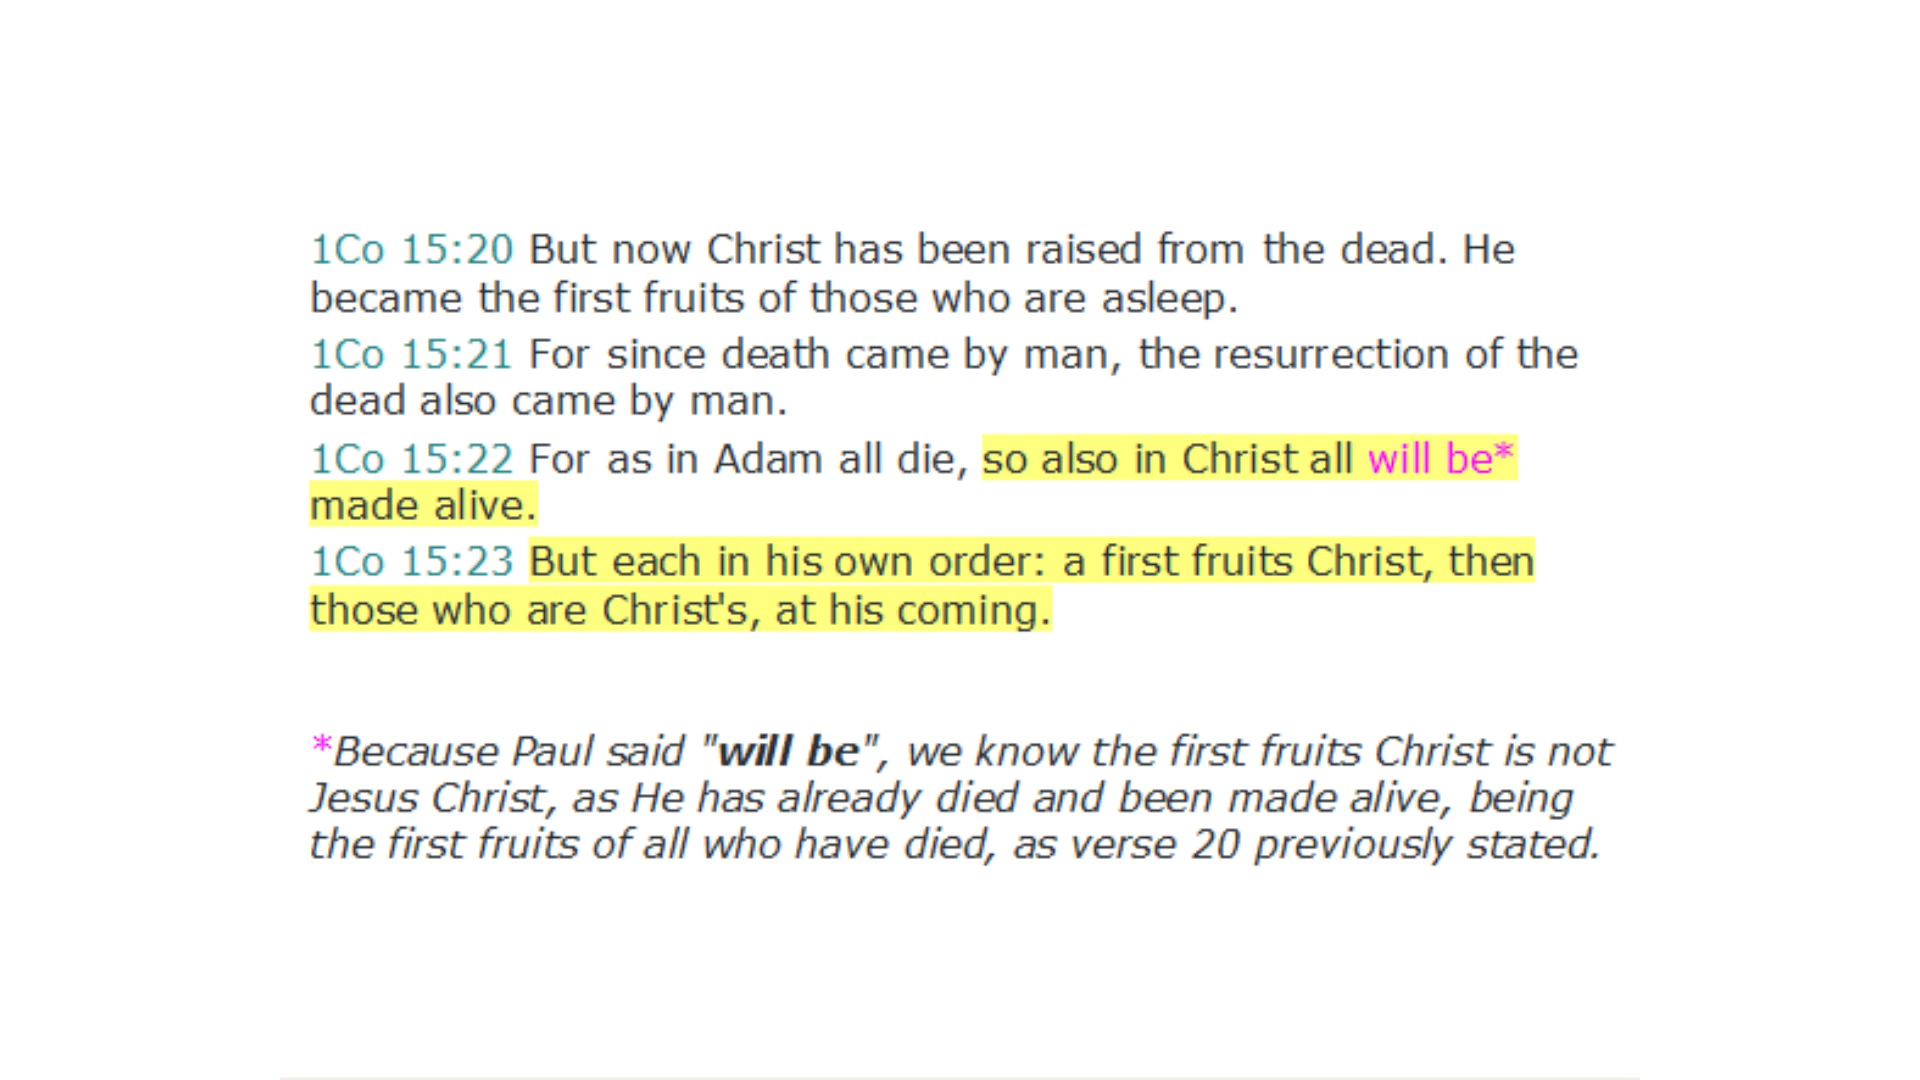 1Co 15:20 But now Christ has been raised from the dead. He
became the first fruits of those who are asleep.
1Co 15:21 For since death came by man, the resurrection of the
dead also came by man.
1Co 15:22 For as in Adam all die, so also in Christ all will be*
made alive.
1Co 15:23 But each in his own order: a first fruits Christ, then
those who are Christ's, at his coming.
*Because Paul said "will be", we know the first fruits Christ is not
Jesus Christ, as He has already died and been made alive, being
the first fruits of all who have died, as verse 20 previously stated.